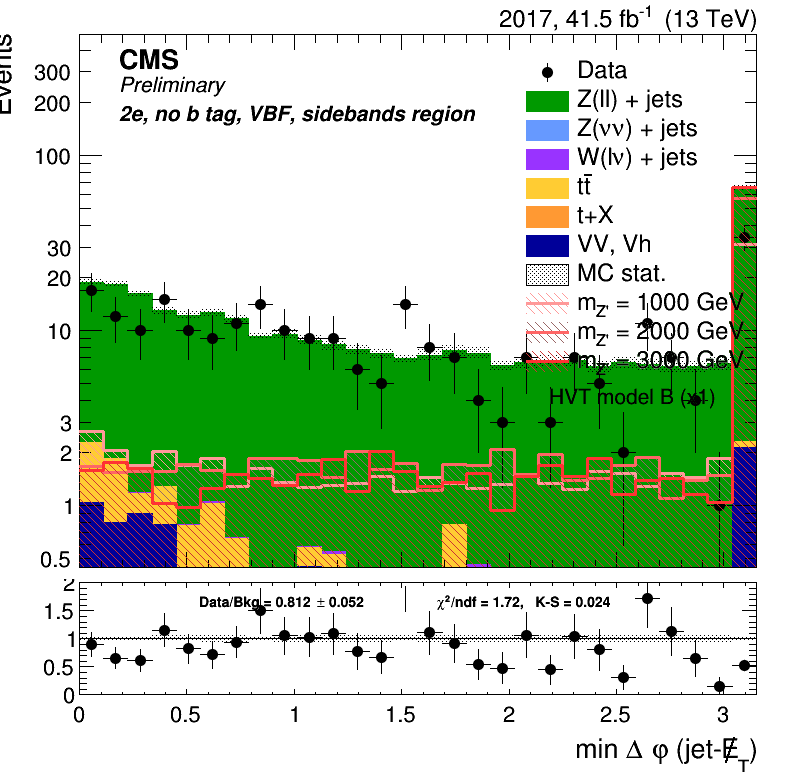 2017, 41.5 fb⁻¹ (13 TeV)
Events
CMS
Preliminary
2e, no b tag, VBF, sidebands region
Data
Z(ll) + jets
Z(νν) + jets
W(lν) + jets
tt̄
t+X
VV, Vh
MC stat.
m_Z' = 1000 GeV
m_Z' = 2000 GeV
m_Z' = 3000 GeV
HVT model B (x1)
300
200
100
30
20
10
3
2
1
0.5
Data/Bkg = 0.812 ± 0.052
χ²/ndf = 1.72, K-S = 0.024
2
1.5
1
0.5
0
0 0.5 1 1.5 2 2.5 3
min Δ φ (jet-E̸_T)